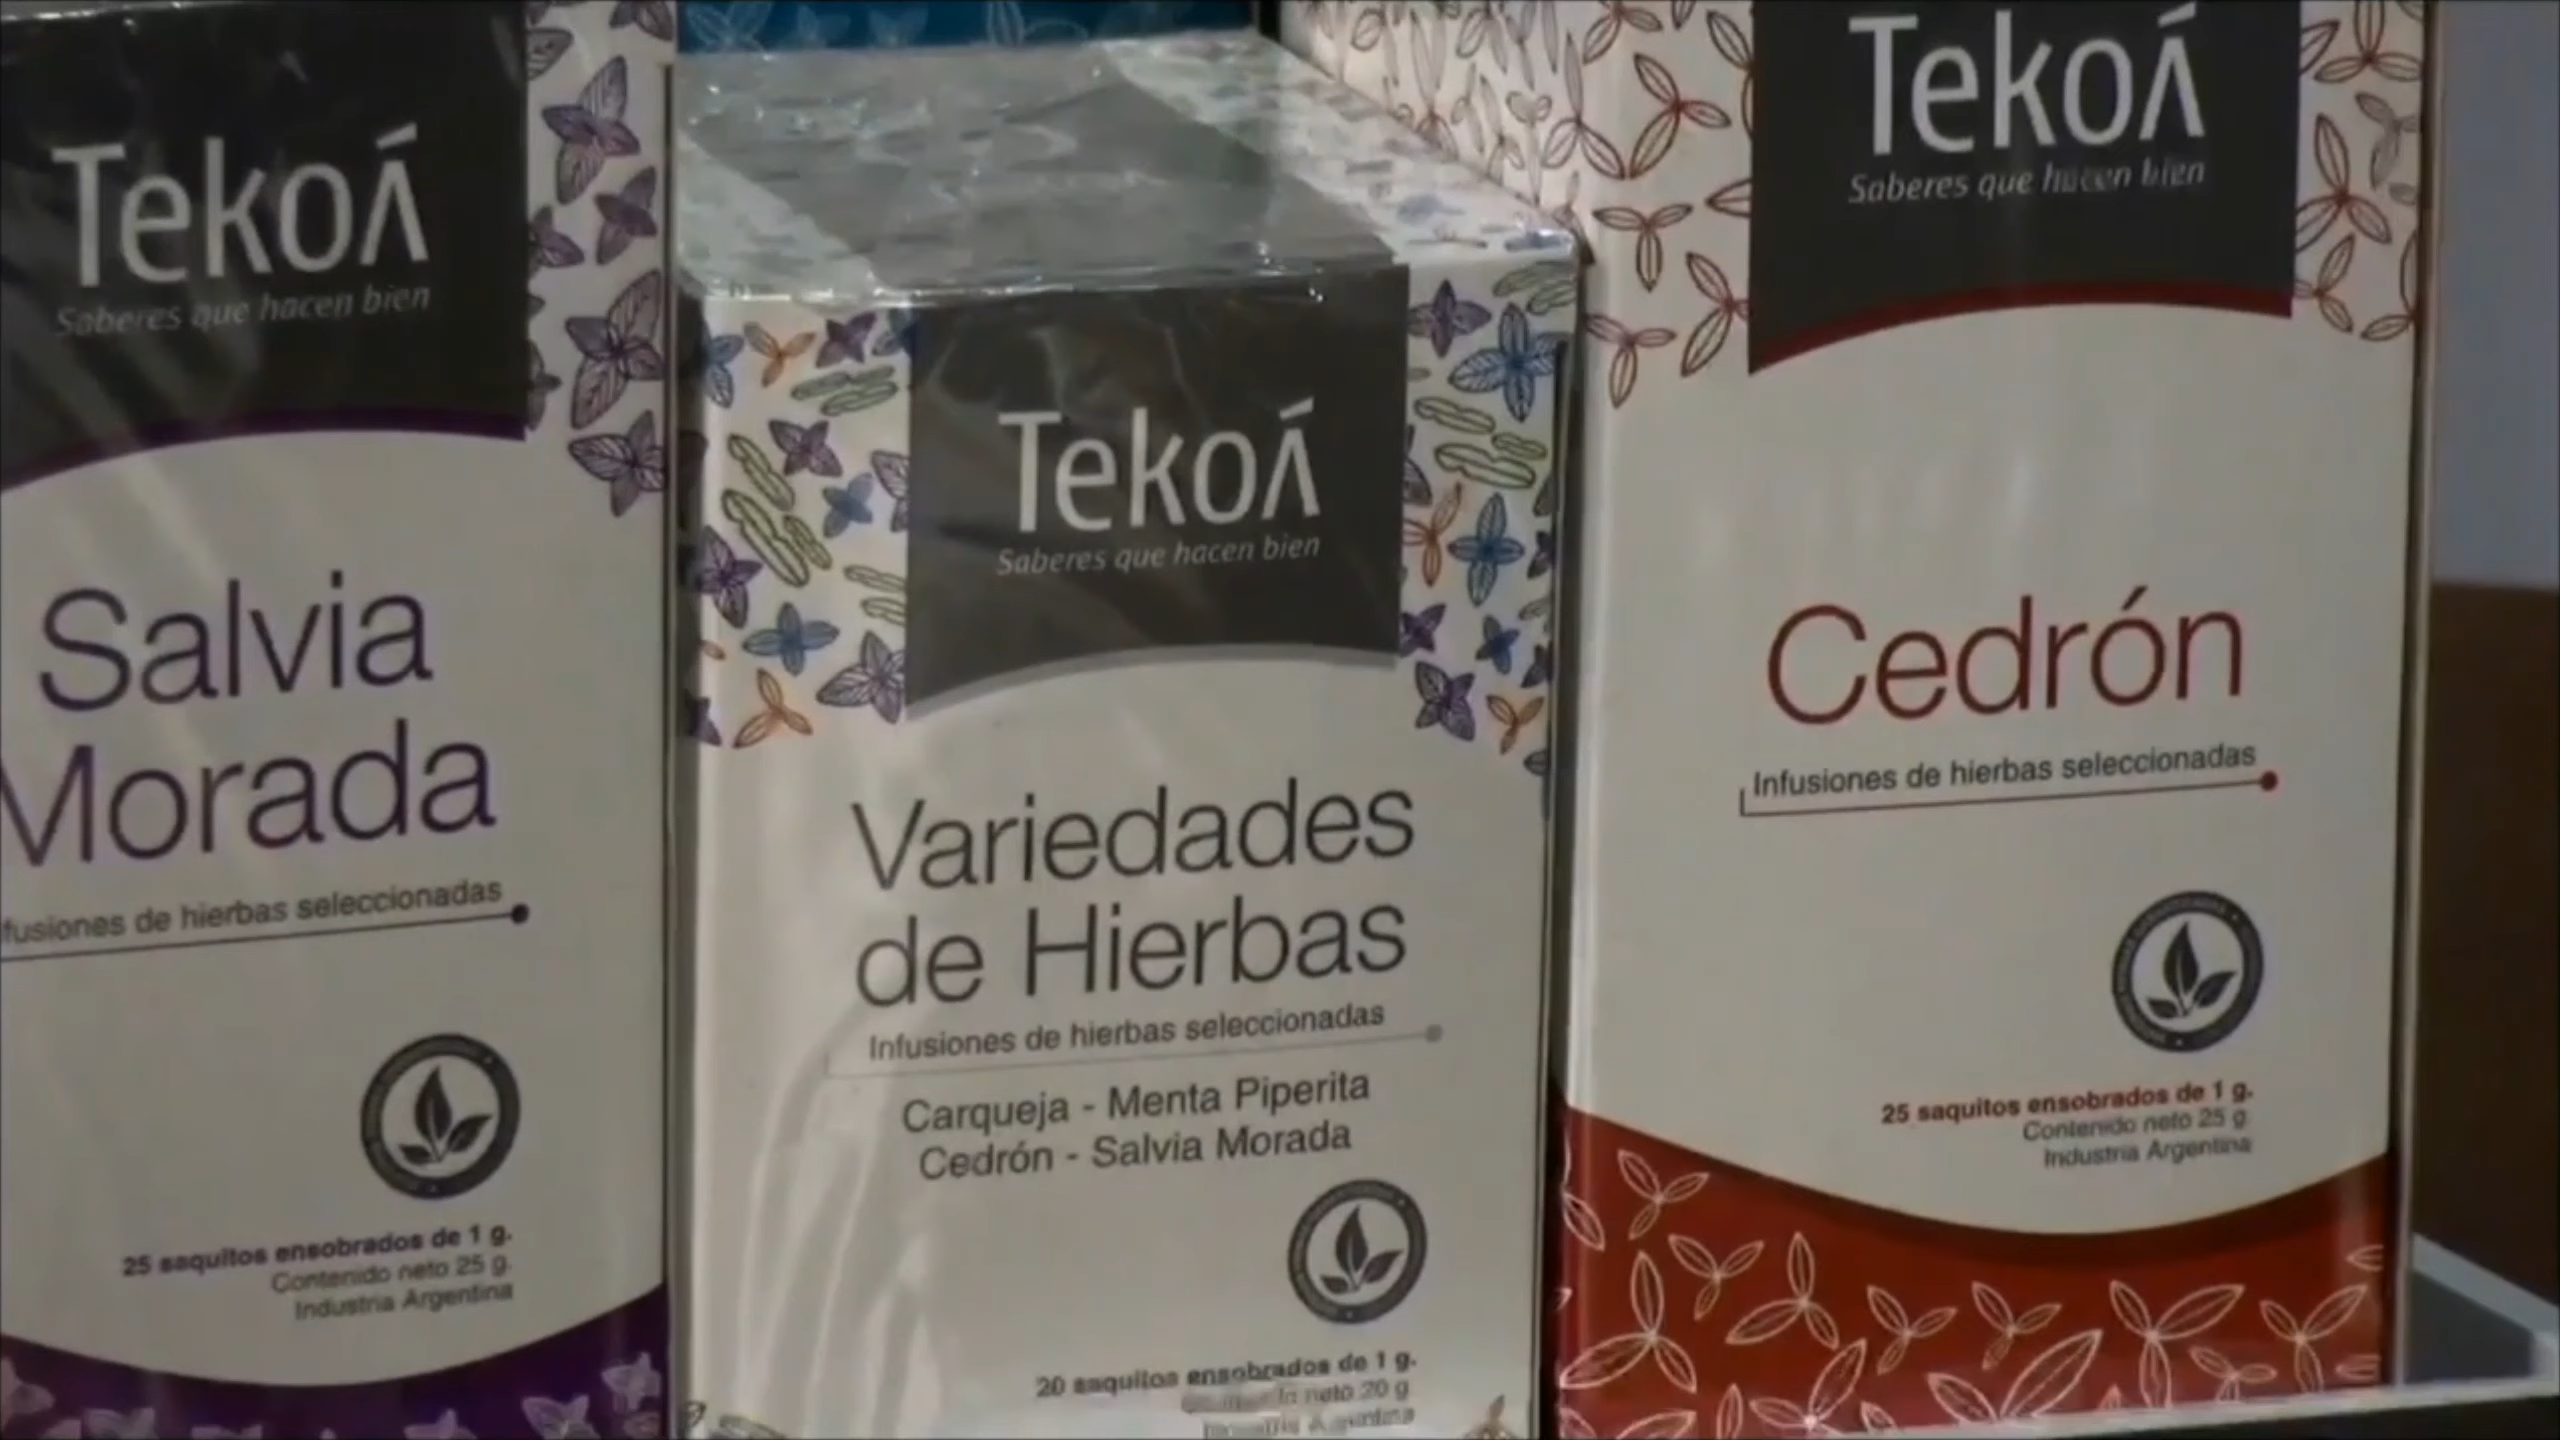 Tekoá
Saberes que hacen bien
Salvia
Morada
fusiones de hierbas seleccionadas
25 saquitos ensobrados de 1 g.
Contenido neto 25 g.
Industria Argentina
Tekoá
Saberes que hacen bien
Variedades
de Hierbas
Infusiones de hierbas seleccionadas
Carqueja - Menta Piperita
Cedrón - Salvia Morada
20 saquitos ensobrados de 1 g.
neto 20 g
Tekoá
Saberes que hacen bien
Cedrón
Infusiones de hierbas seleccionadas
25 saquitos ensobrados de 1 g.
Contenido neto 25 g
Industria Argentina